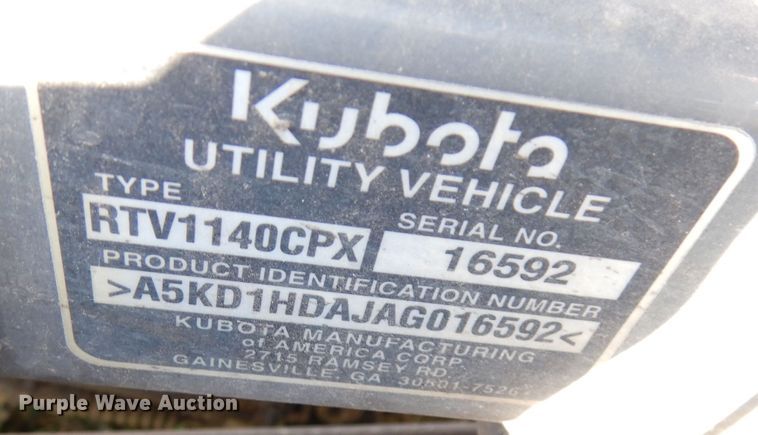 Kubota
UTILITY VEHICLE
TYPE
SERIAL NO.
RTV1140CPX
16592
PRODUCT IDENTIFICATION NUMBER
>A5KD1HDAJAG016592<
KUBOTA MANUFACTURING
of AMERICA CORP
2715 RAMSEY RD.
GAINESVILLE, GA
Purple Wave Auction